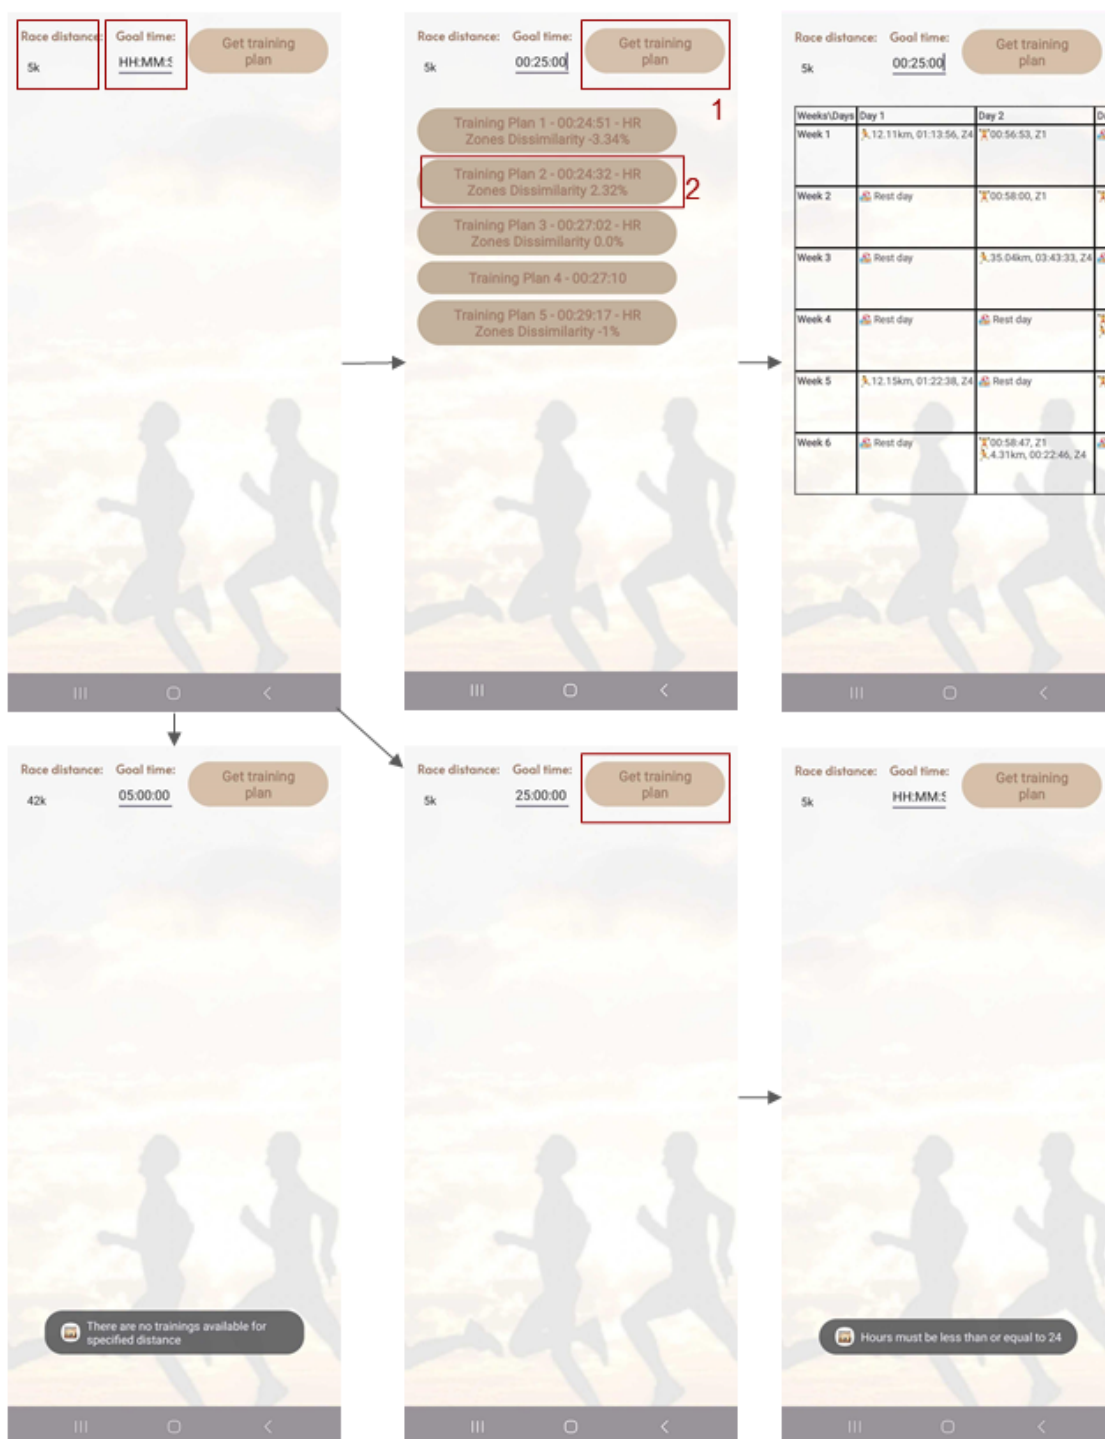 Race distance: Goal time:
5k
HH:MM:S
Get training
plan
Race distance: Goal time:
5k
00:25:00
Get training
plan
1
Training Plan 1 - 00:24:51 - HR
Zones Dissimilarity -3.34%
Training Plan 2 - 00:24:32 - HR
Zones Dissimilarity 2.32%
2
Training Plan 3 - 00:27:02 - HR
Zones Dissimilarity 0.0%
Training Plan 4 - 00:27:10
Training Plan 5 - 00:29:17 - HR
Zones Dissimilarity -1%
Race distance: Goal time:
5k
00:25:00
Get training
plan
Weeks\Days Day 1 Day 2
Week 1 12.11km, 01:13:56, Z4 00:56:53, Z1
Week 2 Rest day 00:58:00, Z1
Week 3 Rest day 35.04km, 03:43:33, Z4
Week 4 Rest day Rest day
Week 5 12.15km, 01:22:38, Z4 Rest day
Week 6 Rest day 00:58:47, Z1
4.31km, 00:22:46, Z4
Race distance: Goal time:
42k
05:00:00
Get training
plan
There are no trainings available for
specified distance
Race distance: Goal time:
5k
25:00:00
Get training
plan
Race distance: Goal time:
5k
HH:MM:S
Get training
plan
Hours must be less than or equal to 24